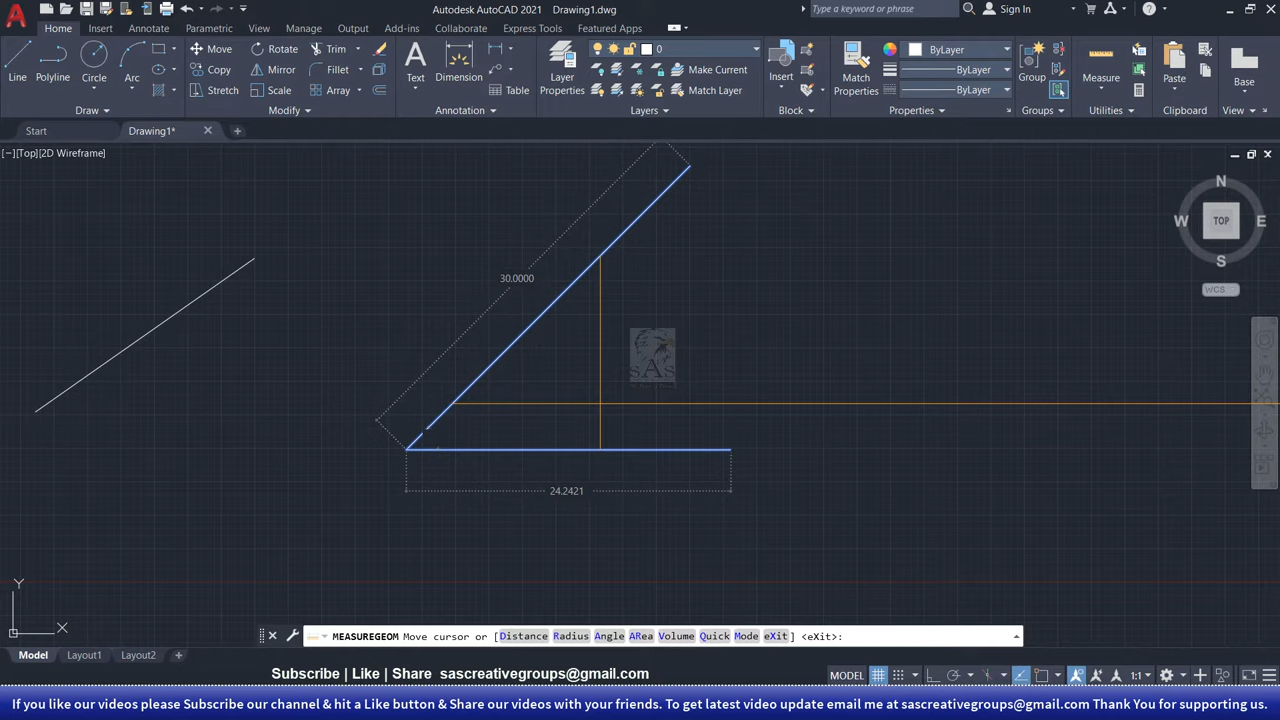 Autodesk AutoCAD 2021 Drawing1.dwg
Type a keyword or phrase
Sign In
Home Insert Annotate Parametric View Manage Output Add-ins Collaborate Express Tools Featured Apps
Line
Polyline
Circle
Arc
Move
Rotate
Trim
Copy
Mirror
Fillet
Stretch
Scale
Array
Text
Dimension
Table
Layer
Properties
0
Make Current
Match Layer
Insert
Match
Properties
ByLayer
ByLayer
ByLayer
Group
Measure
Paste
Base
Draw Modify Annotation Layers Block Properties Groups Utilities Clipboard View
Start Drawing1*
[−][Top][2D Wireframe]
N
W TOP E
S
WCS
30.0000
sAs
24.2421
Y
X
MEASUREGEOM Move cursor or [Distance Radius Angle ARea Volume Quick Mode eXit] <eXit>:
Model Layout1 Layout2
MODEL
1:1
Subscribe | Like | Share sascreativegroups@gmail.com
If you like our videos please Subscribe our channel & hit a Like button & Share our videos with your friends. To get latest video update email me at sascreativegroups@gmail.com Thank You for supporting us.